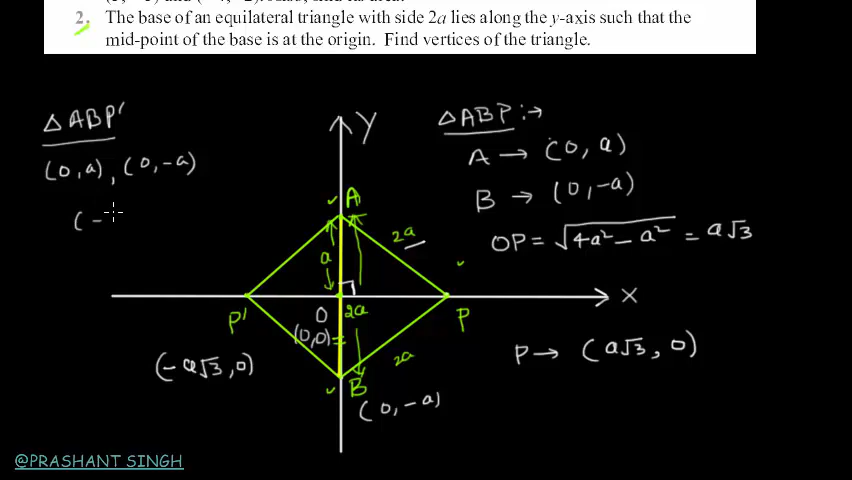 2. The base of an equilateral triangle with side 2a lies along the y-axis such that the
mid-point of the base is at the origin. Find vertices of the triangle.
△ABP'
(0, a), (0, -a)
(-
Y
△ABP :→
A → (0, a)
B → (0, -a)
OP = √4a² - a² = a√3
A
2a
a
X
P'
O
2a
P
(0,0)
P → (a√3, 0)
(-a√3, 0)
2a
B
(0, -a)
@PRASHANT SINGH